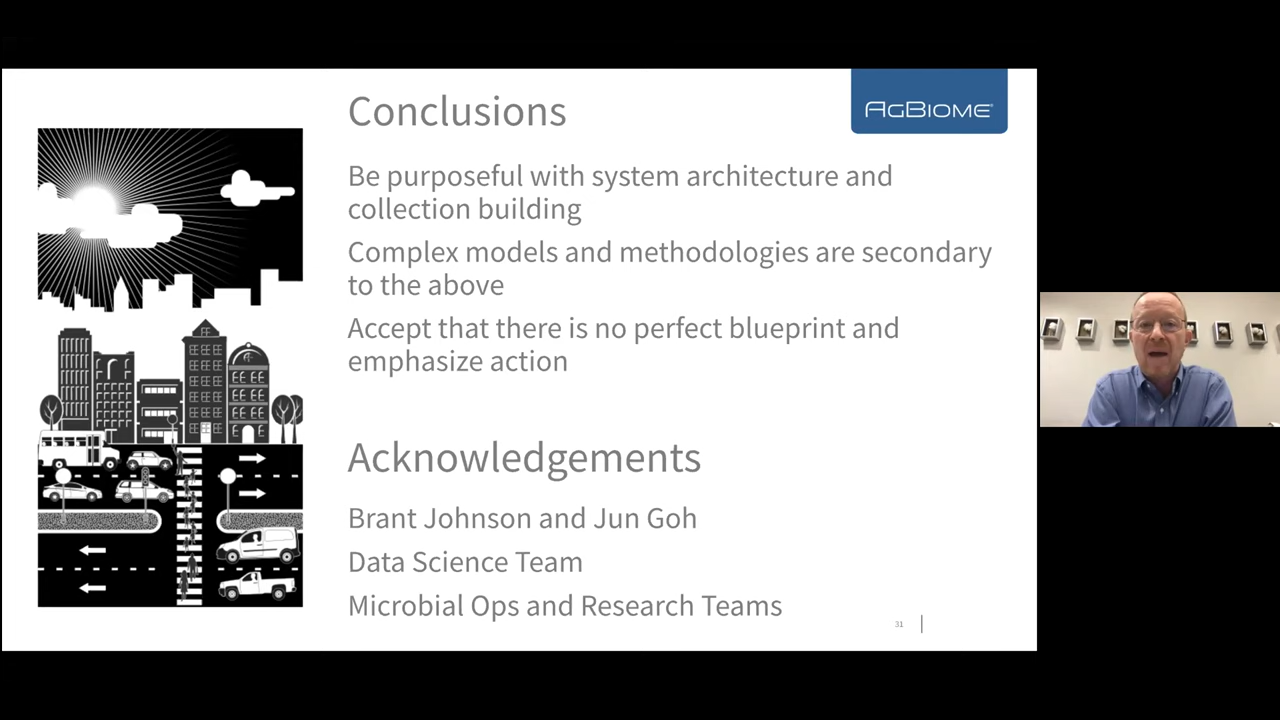 Conclusions
AGBIOME
Be purposeful with system architecture and
collection building
Complex models and methodologies are secondary
to the above
Accept that there is no perfect blueprint and
emphasize action
Acknowledgements
Brant Johnson and Jun Goh
Data Science Team
Microbial Ops and Research Teams
31